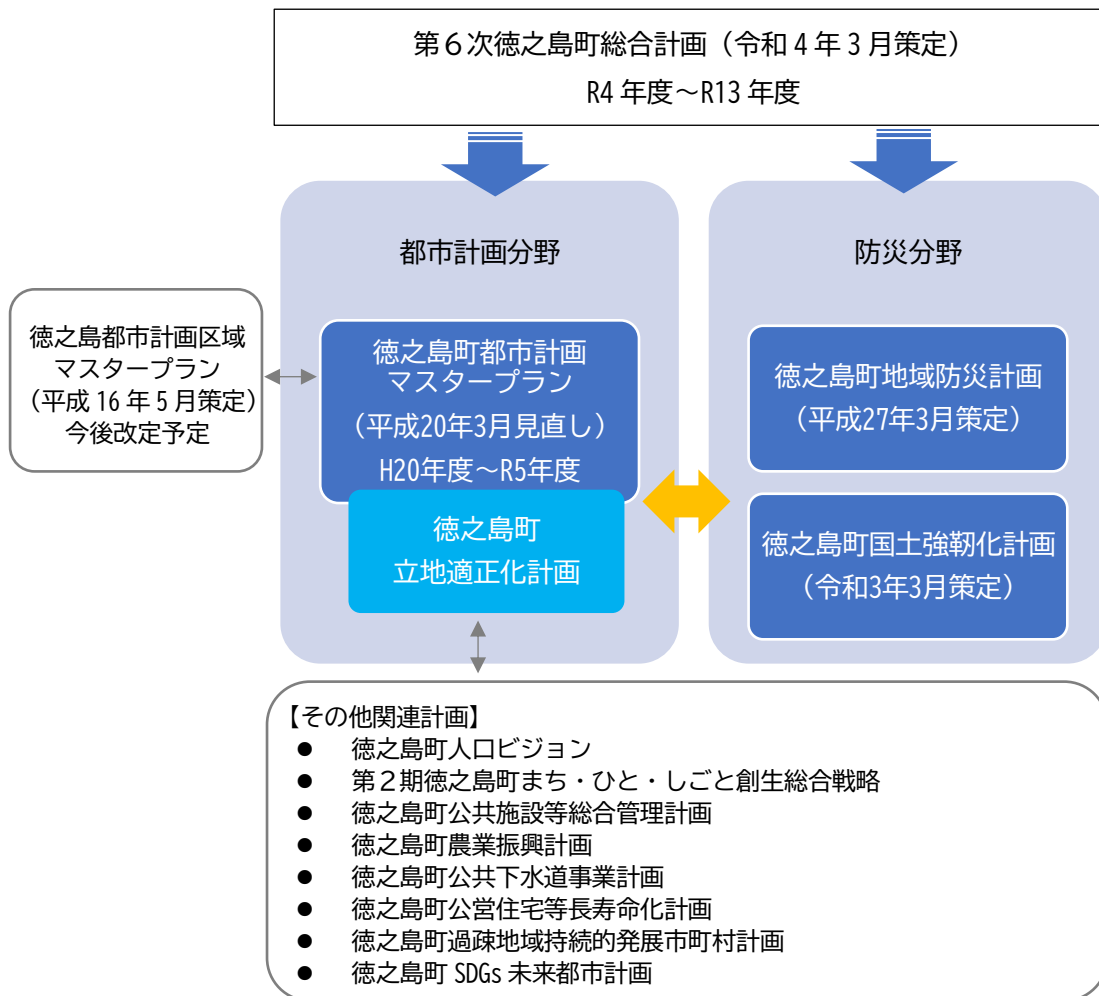 第６次徳之島町総合計画（令和４年３月策定）
R4 年度～R13 年度
都市計画分野
防災分野
徳之島都市計画区域
マスタープラン
（平成 16 年 5 月策定）
今後改定予定
徳之島町都市計画
マスタープラン
（平成20年3月見直し）
H20年度～R5年度
徳之島町
立地適正化計画
徳之島町地域防災計画
（平成27年3月策定）
徳之島町国土強靭化計画
（令和3年3月策定）
【その他関連計画】
● 徳之島町人口ビジョン
● 第２期徳之島町まち・ひと・しごと創生総合戦略
● 徳之島町公共施設等総合管理計画
● 徳之島町農業振興計画
● 徳之島町公共下水道事業計画
● 徳之島町公営住宅等長寿命化計画
● 徳之島町過疎地域持続的発展市町村計画
● 徳之島町 SDGs 未来都市計画